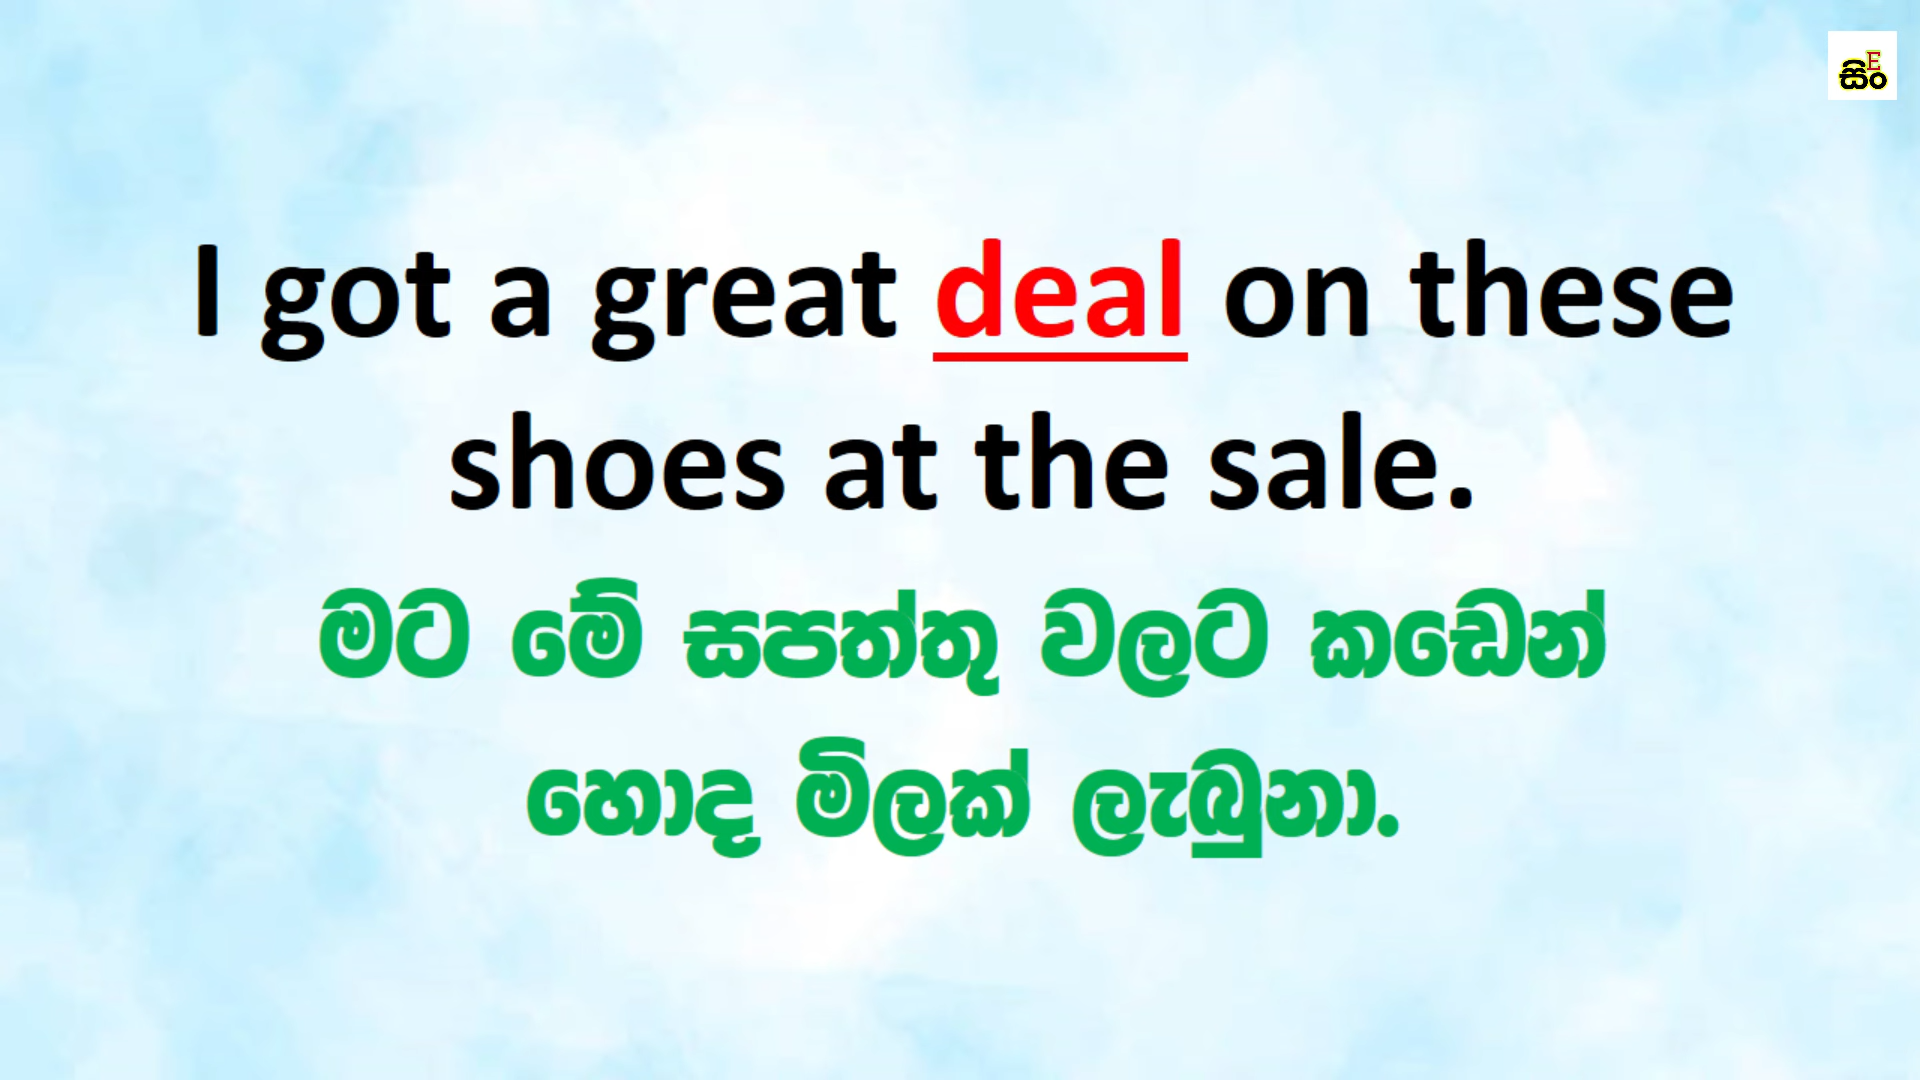 සිං E
I got a great deal on these
shoes at the sale.
මට මේ සපත්තු වලට කඩෙන්
හොද මිලක් ලැබුනා.